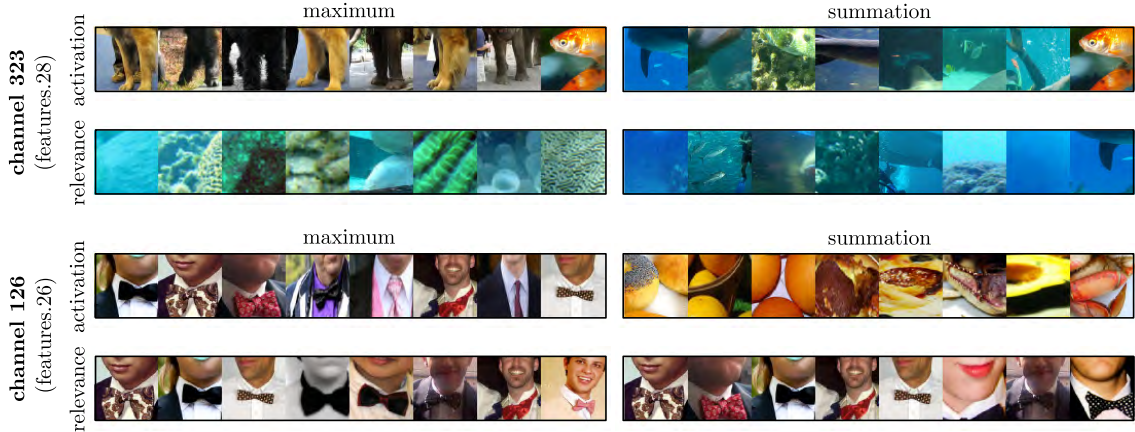 maximum
summation
channel 323
(features.28)
activation
relevance
maximum
summation
channel 126
(features.26)
activation
relevance